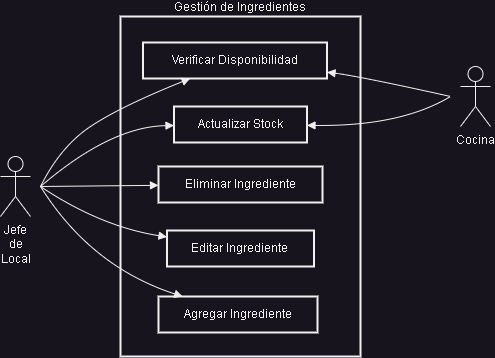 Gestión de Ingredientes
Verificar Disponibilidad
Actualizar Stock
Cocina
Eliminar Ingrediente
Jefe
de
Local
Editar Ingrediente
Agregar Ingrediente